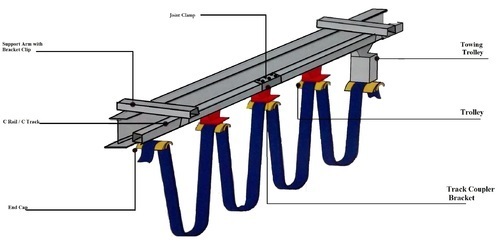 Joint Clamp
Support Arm with
Bracket Clip
Towing
Trolley
C Rail / C Track
Trolley
Track Coupler
Bracket
End Cap